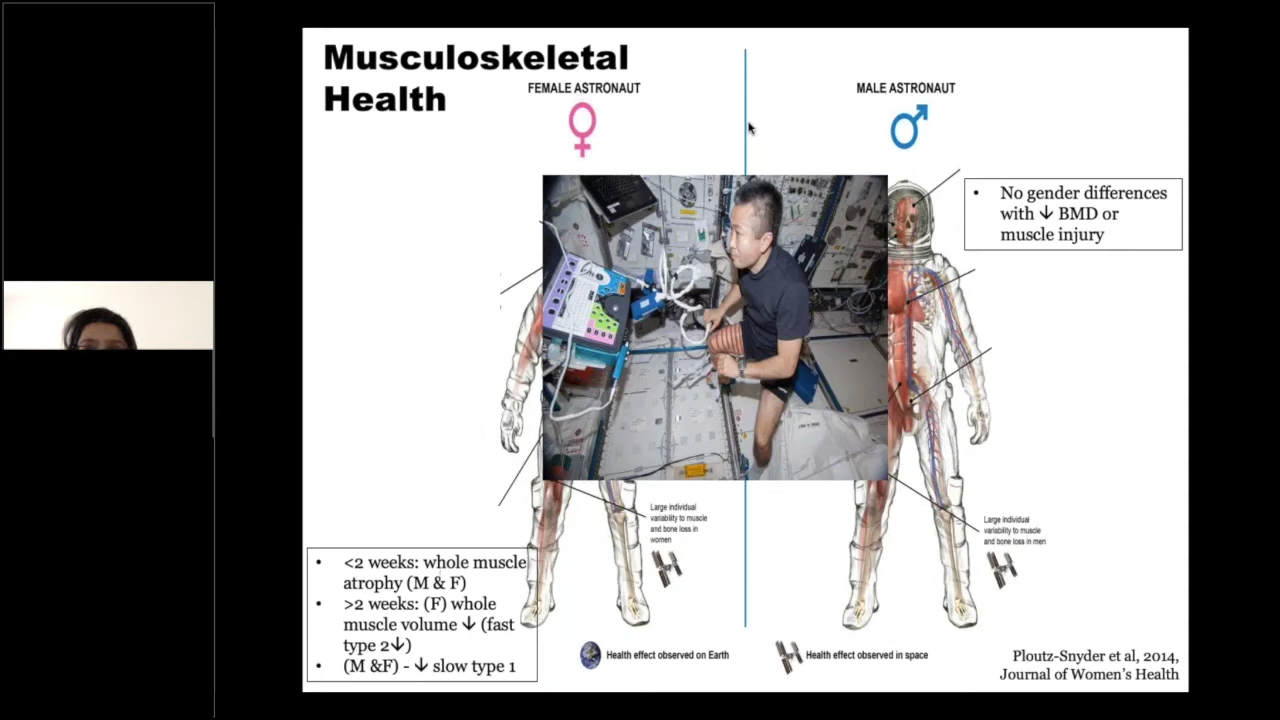 Musculoskeletal
Health
FEMALE ASTRONAUT
MALE ASTRONAUT
• No gender differences
with ↓ BMD or
muscle injury
Large individual
variability to muscle
and bone loss in
women
Large individual
variability to muscle
and bone loss in men
• <2 weeks: whole muscle
atrophy (M & F)
• >2 weeks: (F) whole
muscle volume ↓ (fast
type 2↓)
• (M &F) - ↓ slow type 1
Health effect observed on Earth
Health effect observed in space
Ploutz-Snyder et al, 2014,
Journal of Women's Health